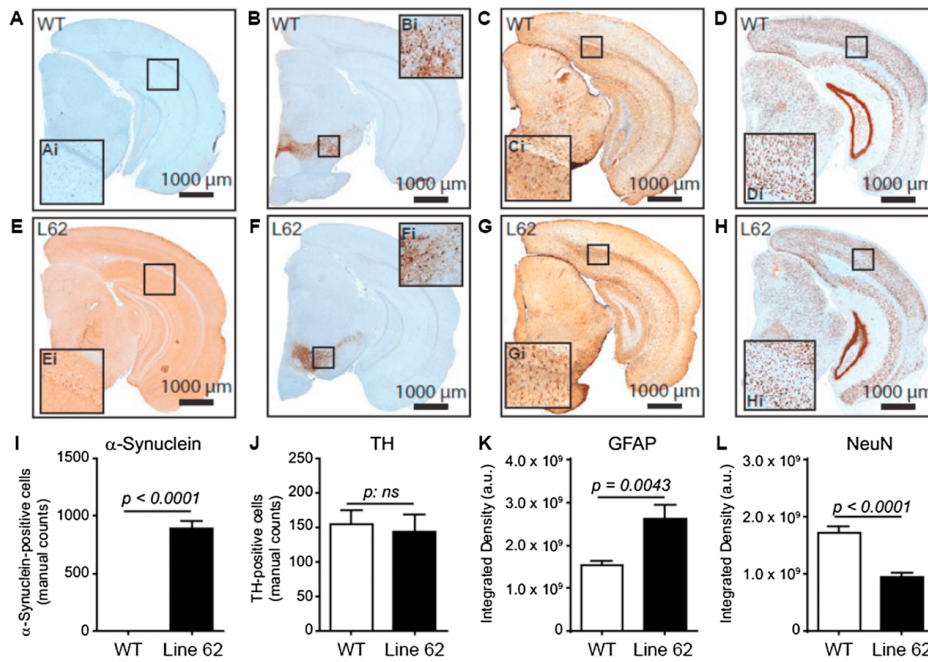 A WT
Ai
1000 µm
B WT
Bi
1000 µm
C WT
Ci
1000 µm
D WT
Di
1000 µm
E L62
Ei
1000 µm
F L62
Fi
1000 µm
G L62
Gi
1000 µm
H L62
Hi
1000 µm
I α-Synuclein
α-Synuclein-positive cells
(manual counts)
1500
1000
500
0
p < 0.0001
WT Line 62
J TH
TH-positive cells
(manual counts)
250
200
150
100
50
0
p: ns
WT Line 62
K GFAP
Integrated Density (a.u.)
4.0 x 10⁹
3.0 x 10⁹
2.0 x 10⁹
1.0 x 10⁹
0
p = 0.0043
WT Line 62
L NeuN
Integrated Density (a.u.)
3.0 x 10⁹
2.0 x 10⁹
1.0 x 10⁹
0
p < 0.0001
WT Line 62